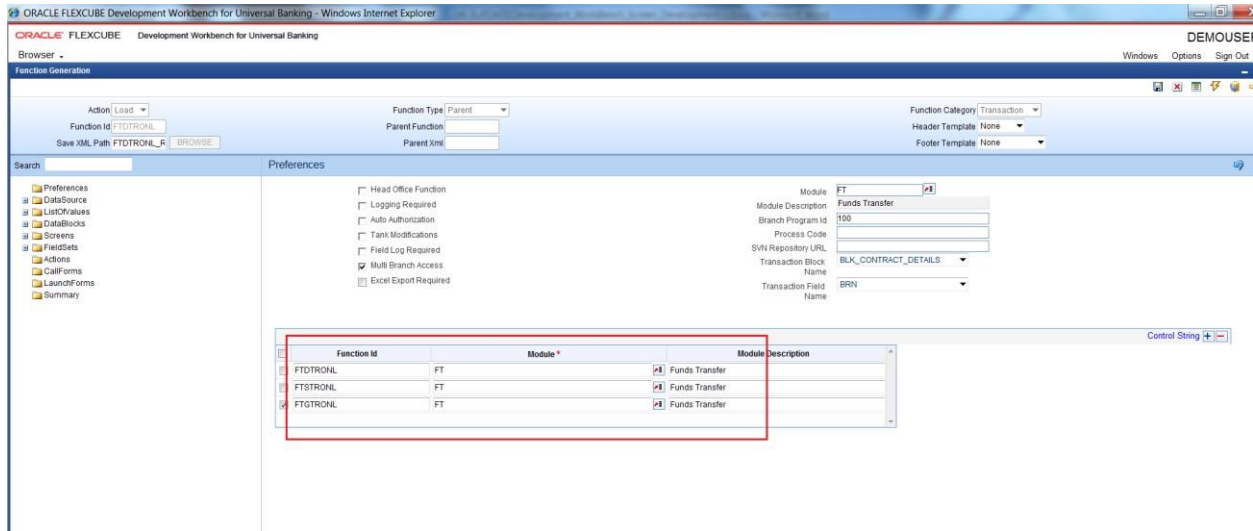 ORACLE FLEXCUBE Development Workbench for Universal Banking - Windows Internet Explorer
ORACLE FLEXCUBE Development Workbench for Universal Banking DEMOUSER
Browser Windows Options Sign Out
Function Generation
Action Load Function Type Parent Function Category Transaction
Function Id FTDTRONL Parent Function Header Template None
Save XML Path FTDTRONL_R BROWSE Parent Xml Footer Template None
Search Preferences
Preferences
DataSource
ListOfValues
DataBlocks
Screens
FieldSets
Actions
CallForms
LaunchForms
Summary
Head Office Function
Logging Required
Auto Authorization
Tank Modifications
Field Log Required
Multi Branch Access
Excel Export Required
Module FT
Module Description Funds Transfer
Branch Program Id 100
Process Code
SVN Repository URL
Transaction Block Name BLK_CONTRACT_DETAILS
Transaction Field Name BRN
Control String
Function Id Module * Module Description
FTDTRONL FT Funds Transfer
FTSTRONL FT Funds Transfer
FTGTRONL FT Funds Transfer